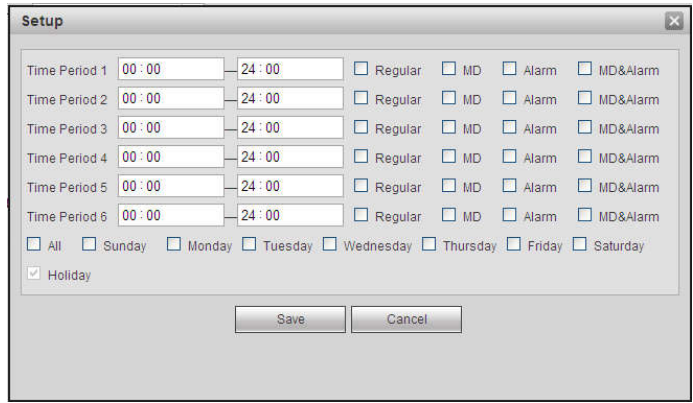 Setup
Time Period 1 00:00 — 24:00 Regular MD Alarm MD&Alarm
Time Period 2 00:00 — 24:00 Regular MD Alarm MD&Alarm
Time Period 3 00:00 — 24:00 Regular MD Alarm MD&Alarm
Time Period 4 00:00 — 24:00 Regular MD Alarm MD&Alarm
Time Period 5 00:00 — 24:00 Regular MD Alarm MD&Alarm
Time Period 6 00:00 — 24:00 Regular MD Alarm MD&Alarm
All Sunday Monday Tuesday Wednesday Thursday Friday Saturday
Holiday
Save Cancel